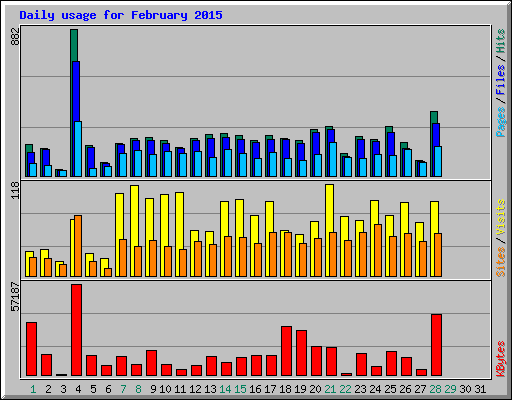 Daily usage for February 2015
882
Pages / Files / Hits
118
Sites / Visits
57187
KBytes
1 2 3 4 5 6 7 8 9 10 11 12 13 14 15 16 17 18 19 20 21 22 23 24 25 26 27 28 29 30 31